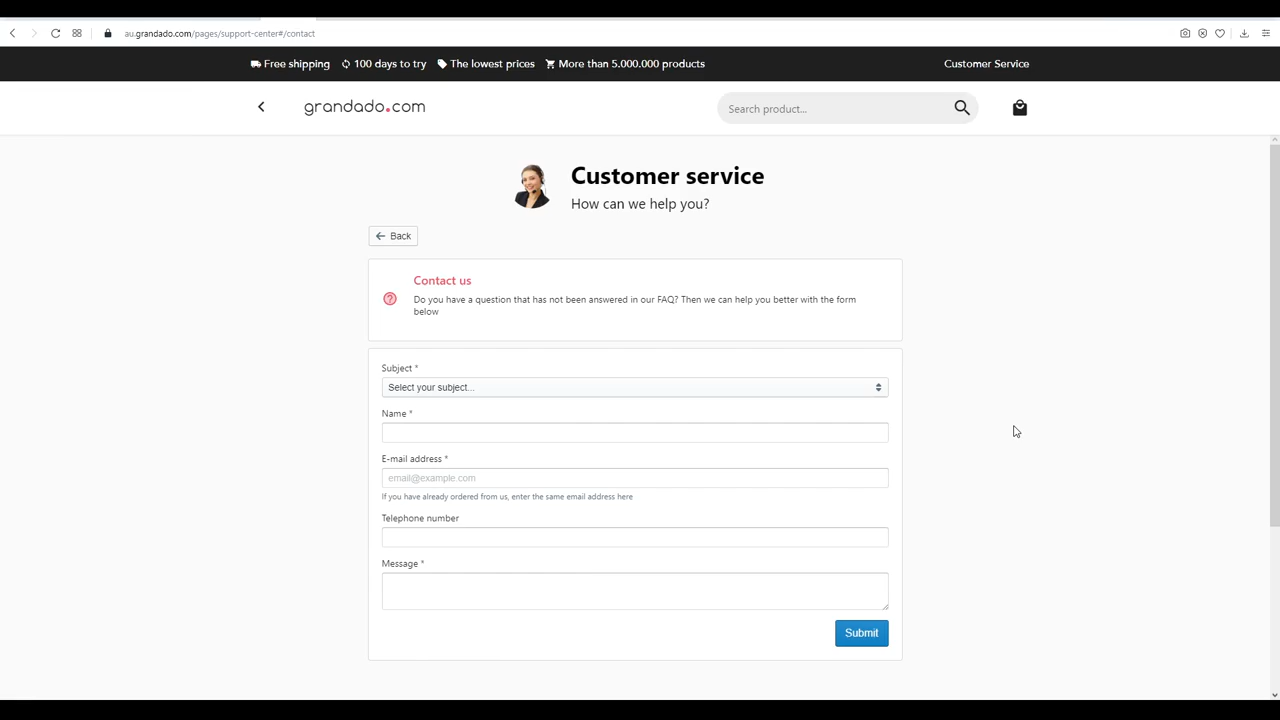 au.grandado.com/pages/support-center#/contact
Free shipping 100 days to try The lowest prices More than 5.000.000 products Customer Service
grandado.com Search product...
Customer service
How can we help you?
Back
Contact us
Do you have a question that has not been answered in our FAQ? Then we can help you better with the form
below
Subject *
Select your subject...
Name *
E-mail address *
email@example.com
If you have already ordered from us, enter the same email address here
Telephone number
Message *
Submit